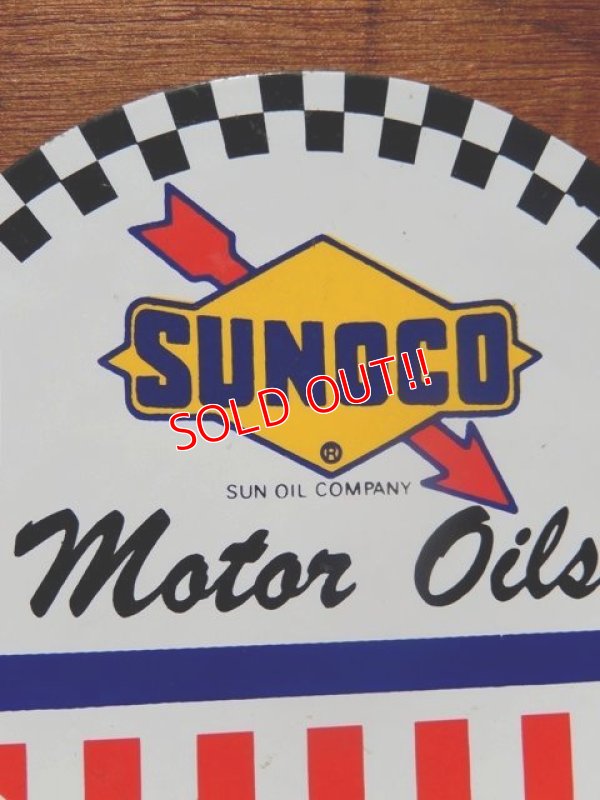 SUNOCO
SOLD OUT!!
®
SUN OIL COMPANY
Motor Oils